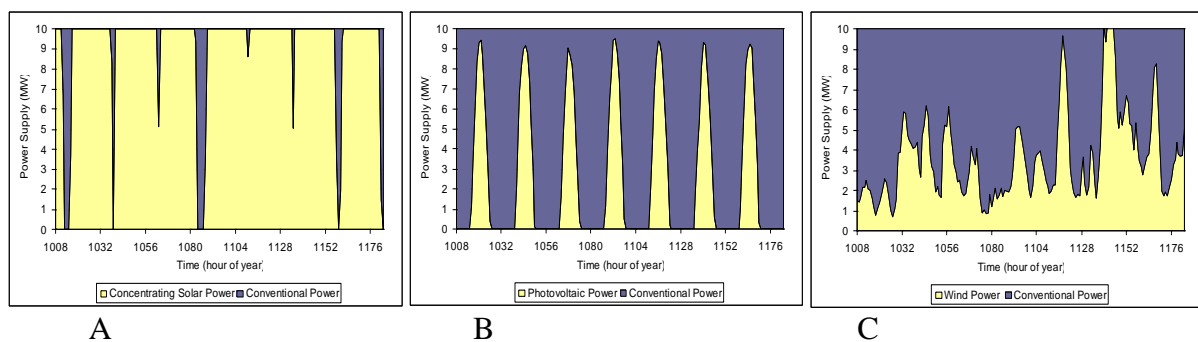 10
9
8
7
6
5
4
3
2
1
0
Power Supply (MW)
1008 1032 1056 1080 1104 1128 1152 1176
Time (hour of year)
Concentrating Solar Power Conventional Power
A
10
9
8
7
6
5
4
3
2
1
0
Power Supply (MW)
1008 1032 1056 1080 1104 1128 1152 1176
Time (hour of year)
Photovoltaic Power Conventional Power
B
10
9
8
7
6
5
4
3
2
1
0
Power Supply (MW)
1008 1032 1056 1080 1104 1128 1152 1176
Time (hour of year)
Wind Power Conventional Power
C